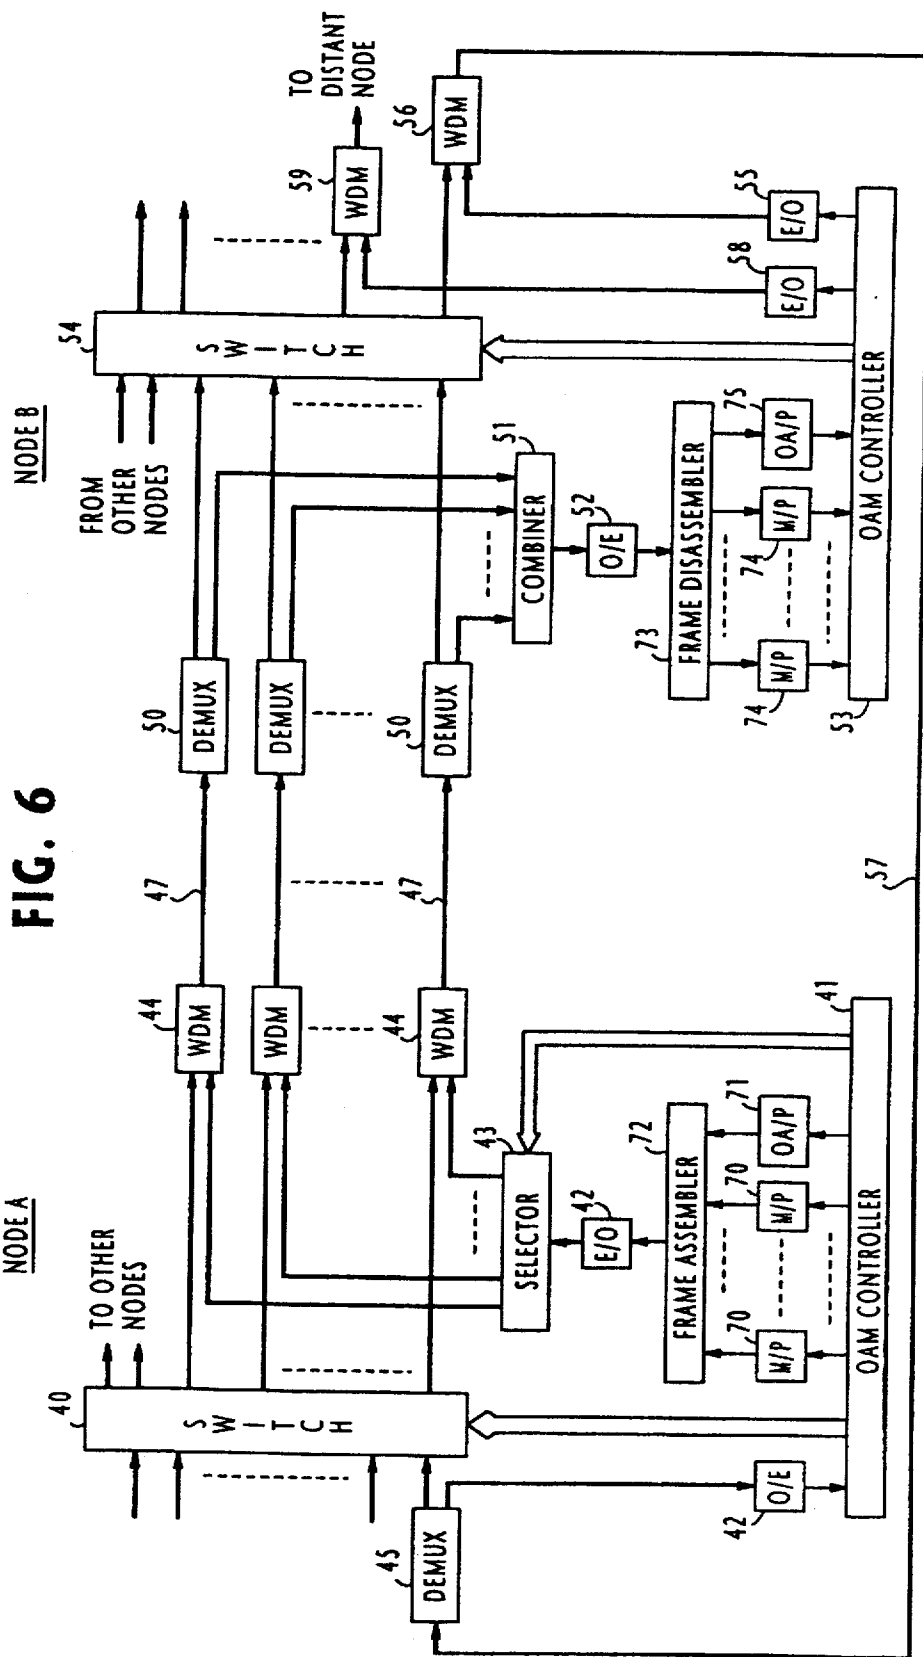 FIG. 6
NODE A
NODE B
40
SWITCH
TO OTHER
NODES
44
WDM
WDM
44
WDM
47
47
50
DEMUX
DEMUX
50
DEMUX
FROM
OTHER
NODES
54
SWITCH
59
WDM
TO
DISTANT
NODE
56
WDM
45
DEMUX
42
O/E
43
SELECTOR
42
E/O
72
FRAME ASSEMBLER
70
M/P
70
M/P
71
OA/P
41
OAM CONTROLLER
51
COMBINER
52
O/E
73
FRAME DISASSEMBLER
74
M/P
74
M/P
75
OA/P
53
OAM CONTROLLER
58
E/O
55
E/O
57